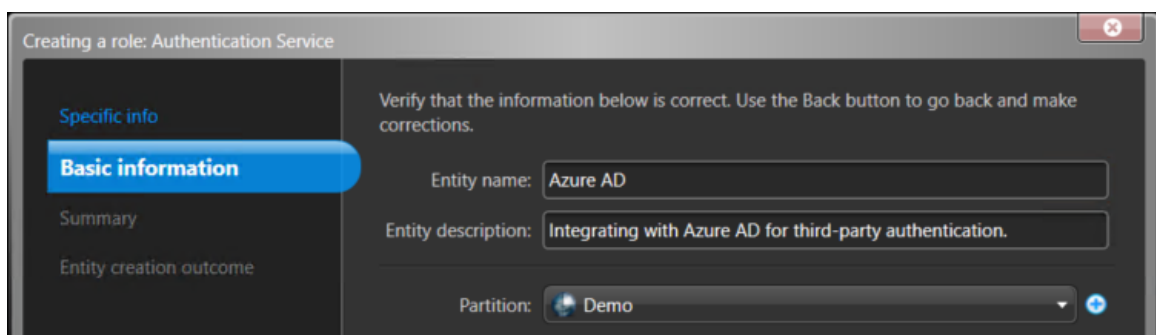 Creating a role: Authentication Service
Specific info
Basic information
Summary
Entity creation outcome
Verify that the information below is correct. Use the Back button to go back and make
corrections.
Entity name: Azure AD
Entity description: Integrating with Azure AD for third-party authentication.
Partition: Demo